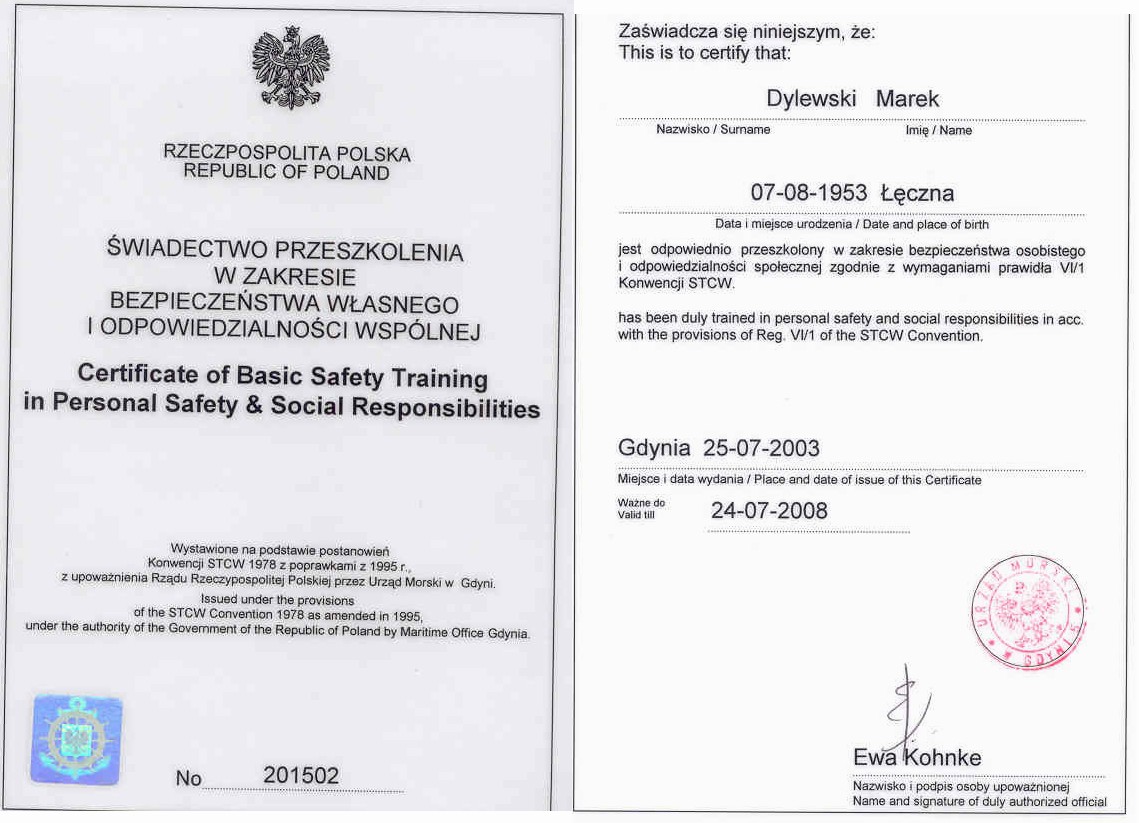 RZECZPOSPOLITA POLSKA
REPUBLIC OF POLAND
ŚWIADECTWO PRZESZKOLENIA
W ZAKRESIE
BEZPIECZEŃSTWA WŁASNEGO
I ODPOWIEDZIALNOŚCI WSPÓLNEJ
Certificate of Basic Safety Training
in Personal Safety & Social Responsibilities
Wystawione na podstawie postanowień
Konwencji STCW 1978 z poprawkami z 1995 r.,
z upoważnienia Rządu Rzeczypospolitej Polskiej przez Urząd Morski w Gdyni.
Issued under the provisions
of the STCW Convention 1978 as amended in 1995,
under the authority of the Government of the Republic of Poland by Maritime Office Gdynia.
No 201502
Zaświadcza się niniejszym, że:
This is to certify that:
Dylewski Marek
Nazwisko / Surname Imię / Name
07-08-1953 Łęczna
Data i miejsce urodzenia / Date and place of birth
jest odpowiednio przeszkolony w zakresie bezpieczeństwa osobistego
i odpowiedzialności społecznej zgodnie z wymaganiami prawidła VI/1
Konwencji STCW.
has been duly trained in personal safety and social responsibilities in acc.
with the provisions of Reg. VI/1 of the STCW Convention.
Gdynia 25-07-2003
Miejsce i data wydania / Place and date of issue of this Certificate
Ważne do
Valid till 24-07-2008
URZĄD MORSKI
W GDYNI
Ewa Kohnke
Nazwisko i podpis osoby upoważnionej
Name and signature of duly authorized official